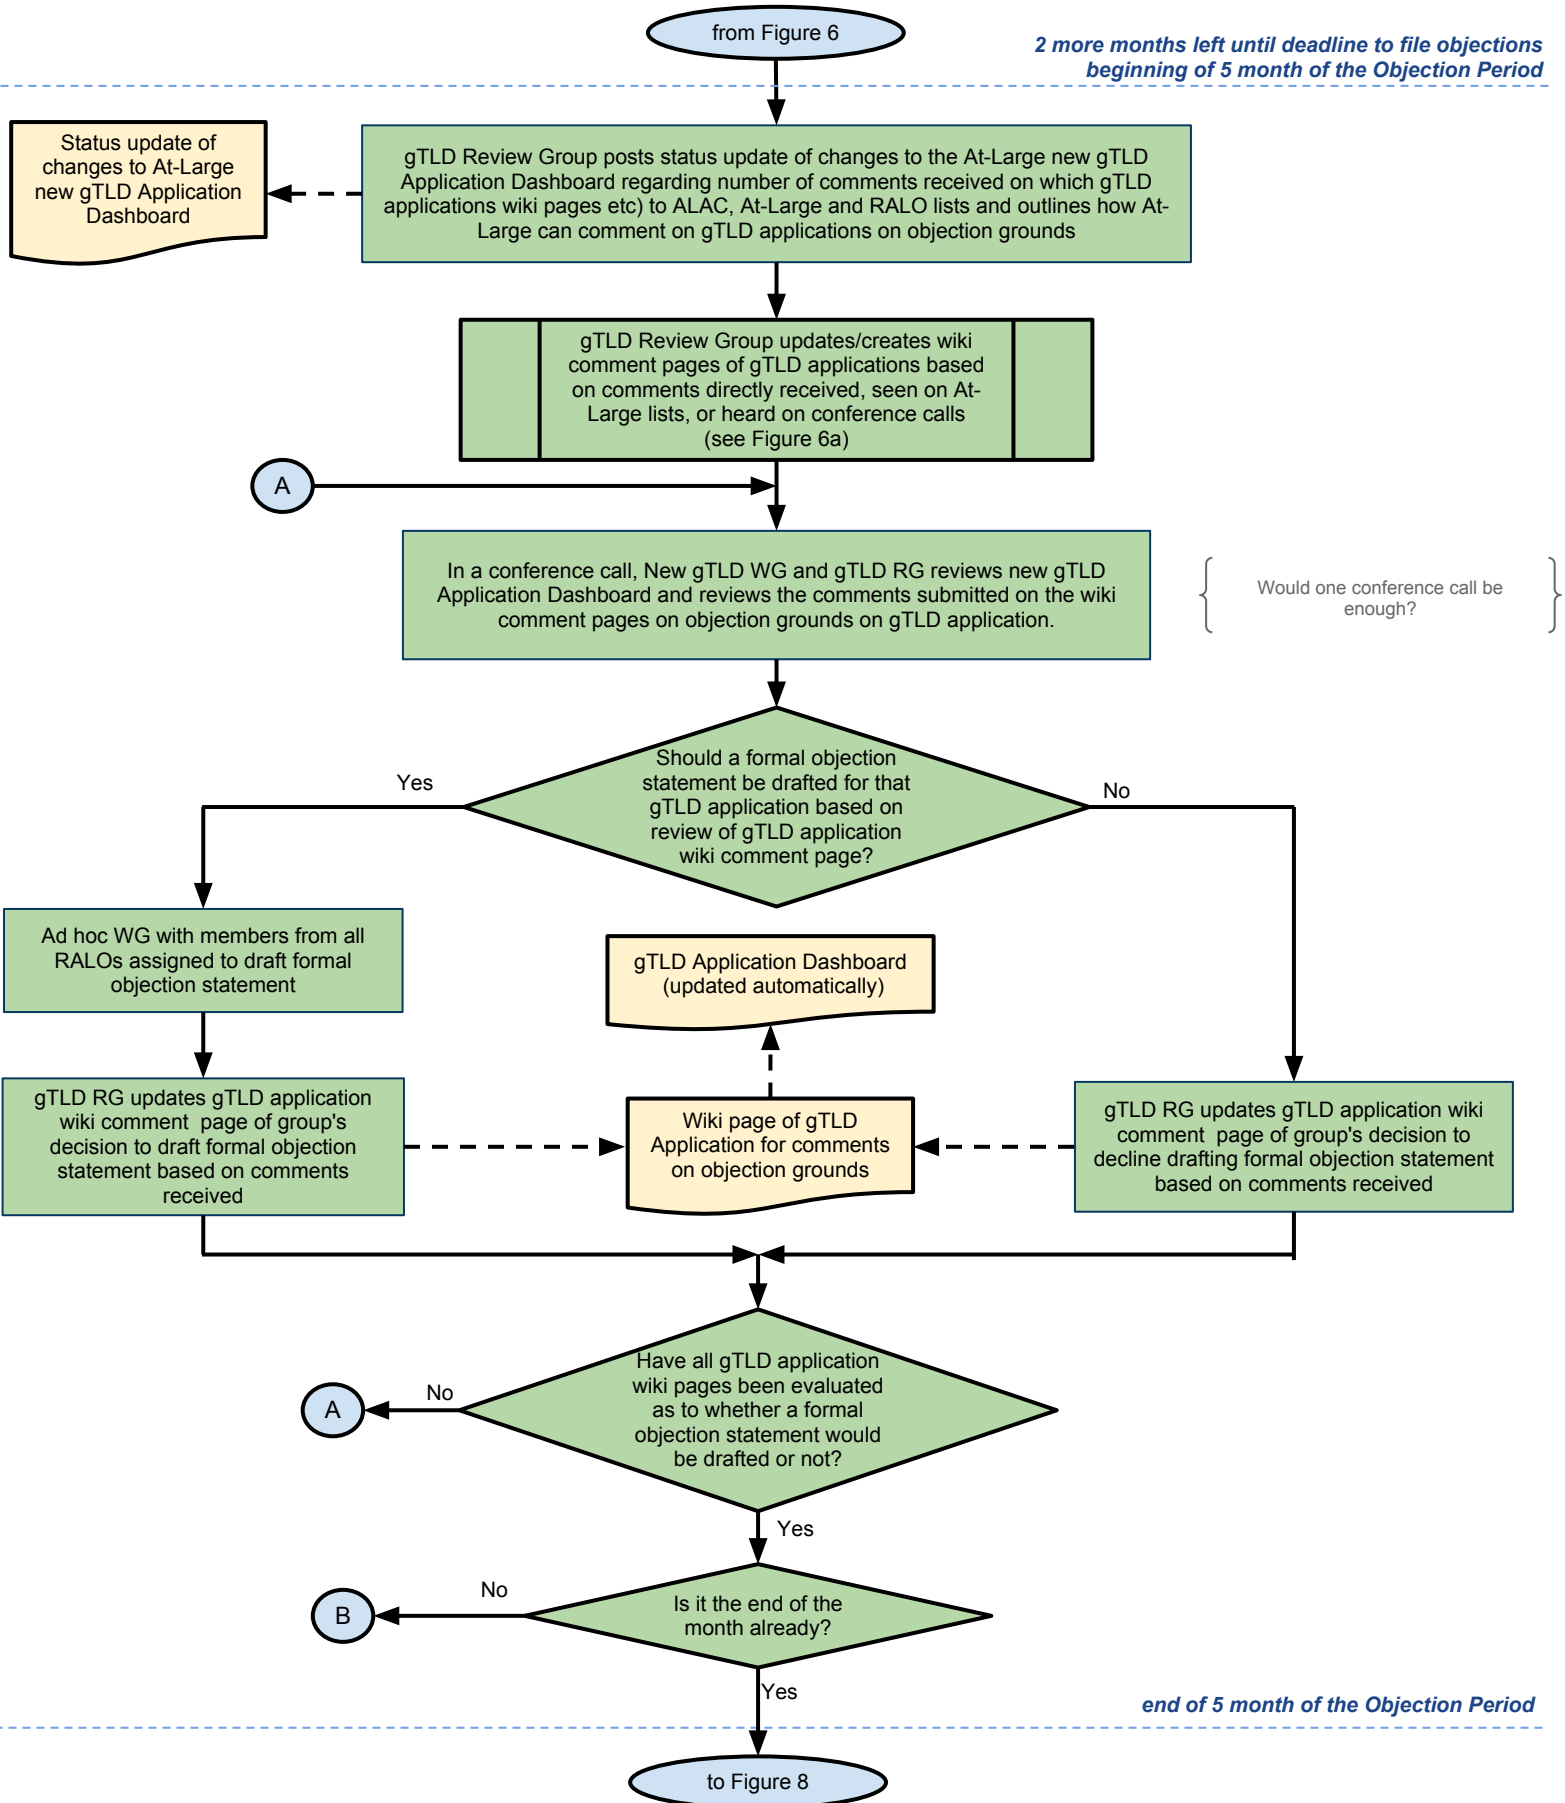 from Figure 6
2 more months left until deadline to file objections
beginning of 5 month of the Objection Period
Status update of
changes to At-Large
new gTLD Application
Dashboard
gTLD Review Group posts status update of changes to the At-Large new gTLD
Application Dashboard regarding number of comments received on which gTLD
applications wiki pages etc) to ALAC, At-Large and RALO lists and outlines how At-
Large can comment on gTLD applications on objection grounds
gTLD Review Group updates/creates wiki
comment pages of gTLD applications based
on comments directly received, seen on At-
Large lists, or heard on conference calls
(see Figure 6a)
A
In a conference call, New gTLD WG and gTLD RG reviews new gTLD
Application Dashboard and reviews the comments submitted on the wiki
comment pages on objection grounds on gTLD application.
Would one conference call be
enough?
Should a formal objection
statement be drafted for that
gTLD application based on
review of gTLD application
wiki comment page?
Yes
No
Ad hoc WG with members from all
RALOs assigned to draft formal
objection statement
gTLD Application Dashboard
(updated automatically)
gTLD RG updates gTLD application
wiki comment page of group's
decision to draft formal objection
statement based on comments
received
Wiki page of gTLD
Application for comments
on objection grounds
gTLD RG updates gTLD application wiki
comment page of group's decision to
decline drafting formal objection statement
based on comments received
Have all gTLD application
wiki pages been evaluated
as to whether a formal
objection statement would
be drafted or not?
No
A
Yes
Is it the end of the
month already?
No
B
Yes
end of 5 month of the Objection Period
to Figure 8